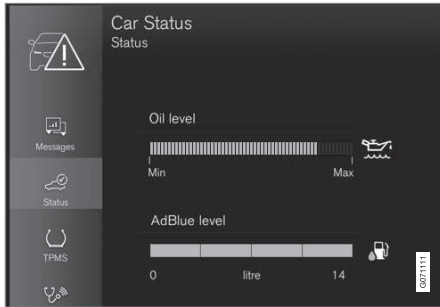 Car Status
Status
Messages
Status
TPMS
Oil level
Min Max
AdBlue level
0 litre 14
G071111